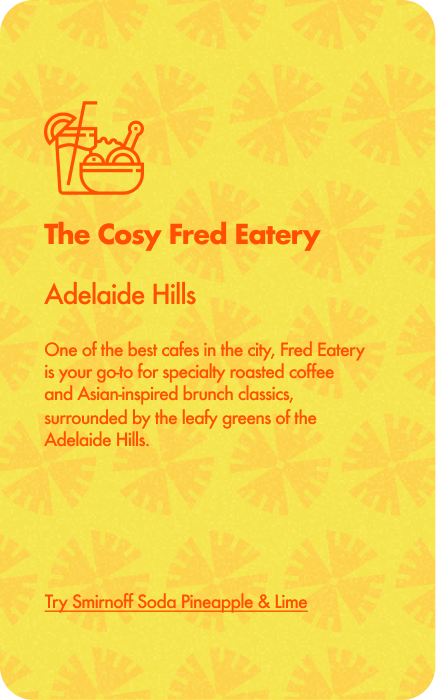 The Cosy Fred Eatery
Adelaide Hills
One of the best cafes in the city, Fred Eatery
is your go-to for specialty roasted coffee
and Asian-inspired brunch classics,
surrounded by the leafy greens of the
Adelaide Hills.
Try Smirnoff Soda Pineapple & Lime